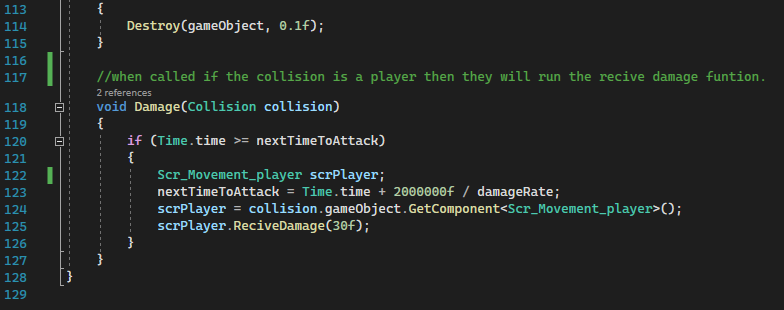 113 {
114 Destroy(gameObject, 0.1f);
115 }
116
117 //when called if the collision is a player then they will run the recive damage funtion.
2 references
118 void Damage(Collision collision)
119 {
120 if (Time.time >= nextTimeToAttack)
121 {
122 Scr_Movement_player scrPlayer;
123 nextTimeToAttack = Time.time + 2000000f / damageRate;
124 scrPlayer = collision.gameObject.GetComponent<Scr_Movement_player>();
125 scrPlayer.ReciveDamage(30f);
126 }
127 }
128 }
129